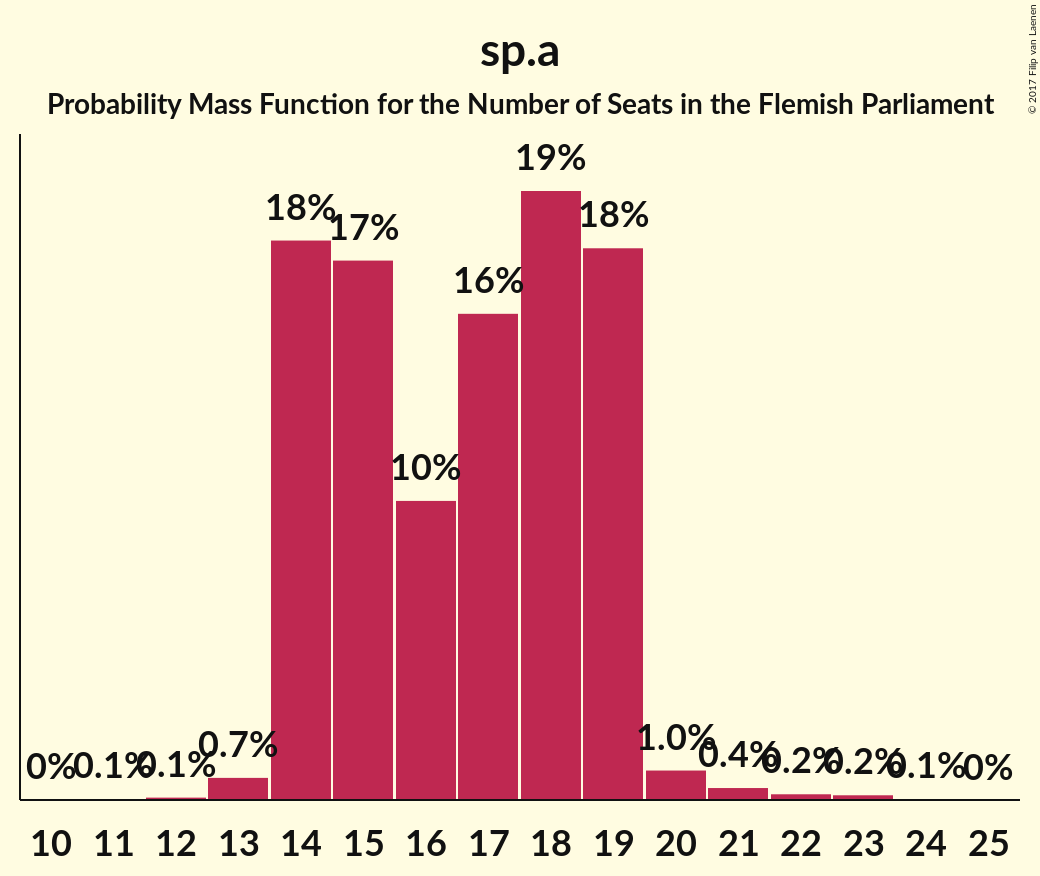 sp.a
Probability Mass Function for the Number of Seats in the Flemish Parliament
© 2017 Filip van Laenen
0% 0.1% 0.1% 0.7% 18% 17% 10% 16% 19% 18% 1.0% 0.4% 0.2% 0.2% 0.1% 0%
10 11 12 13 14 15 16 17 18 19 20 21 22 23 24 25